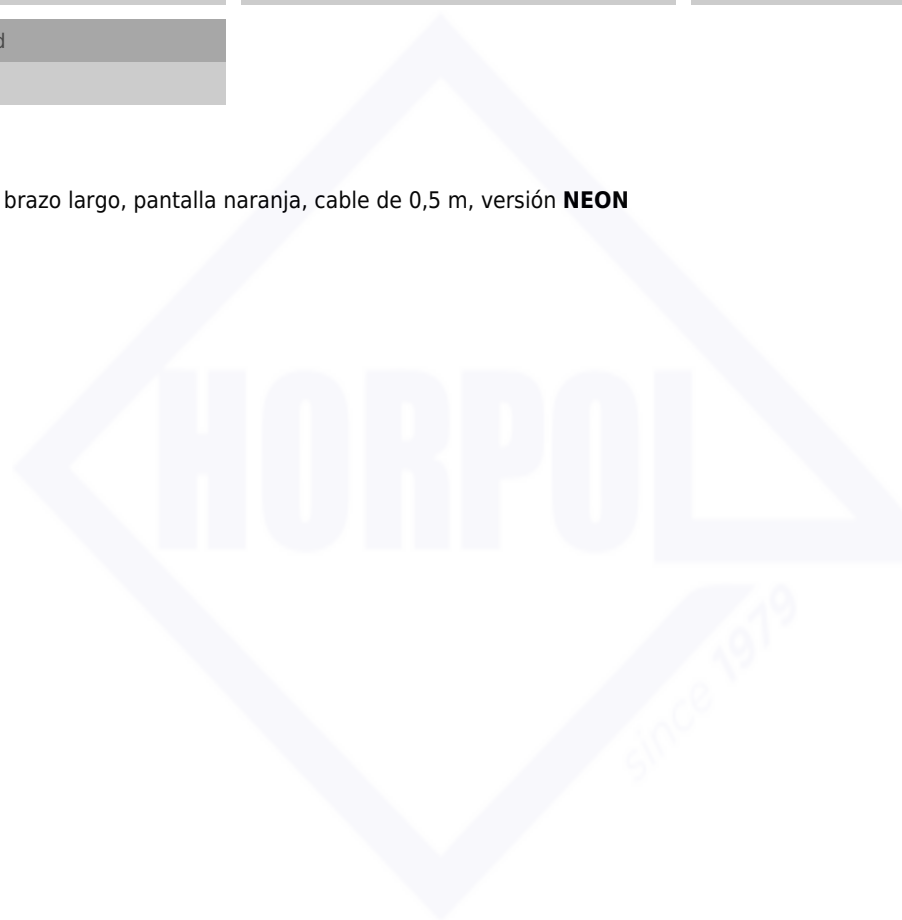 d
brazo largo, pantalla naranja, cable de 0,5 m, versión NEON
HORPOL
since 1979